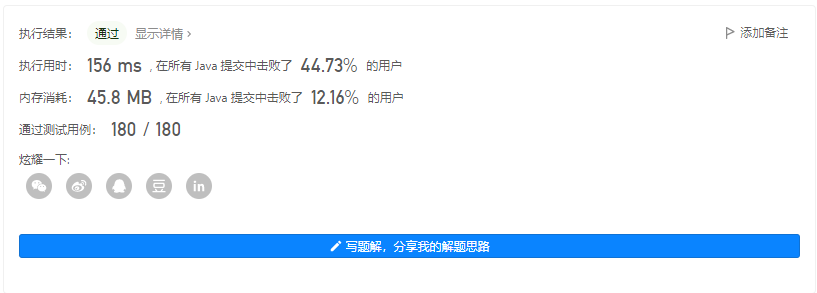 执行结果： 通过 显示详情 › 添加备注
执行用时： 156 ms , 在所有 Java 提交中击败了 44.73% 的用户
内存消耗： 45.8 MB , 在所有 Java 提交中击败了 12.16% 的用户
通过测试用例： 180 / 180
炫耀一下:
豆 in
写题解，分享我的解题思路